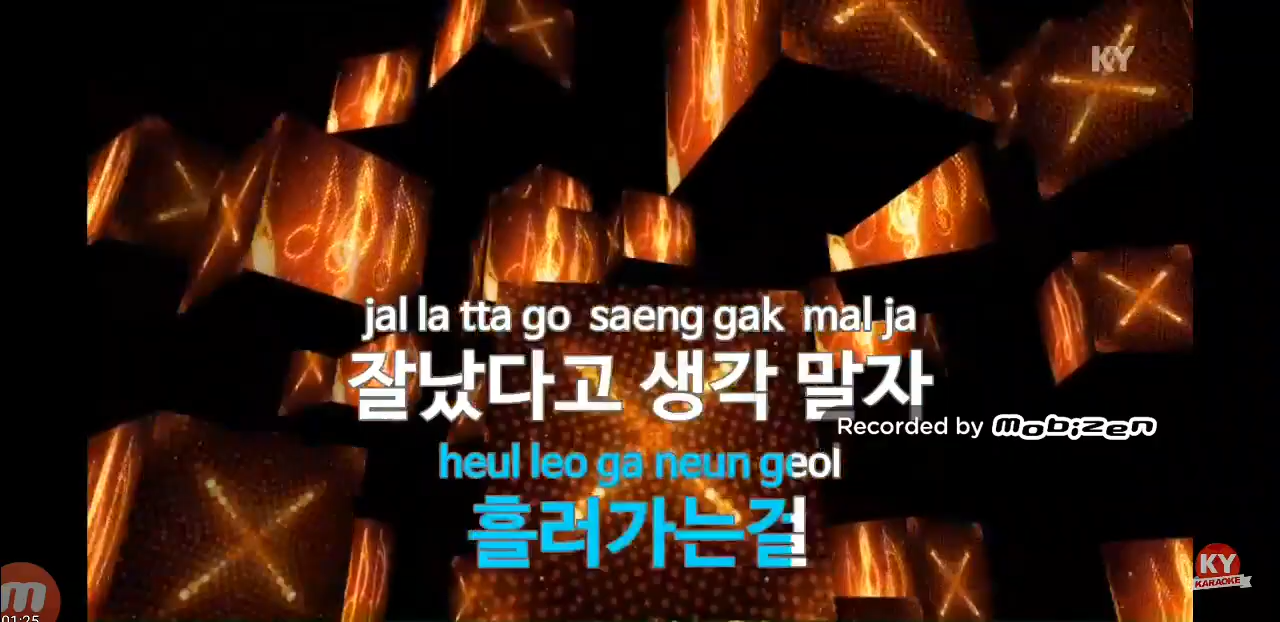 KY
jal la tta go saeng gak mal ja
잘났다고 생각 말자
Recorded by mobizen
heul leo ga neun geol
흘러가는걸
KY
KARAOKE
m
01:25